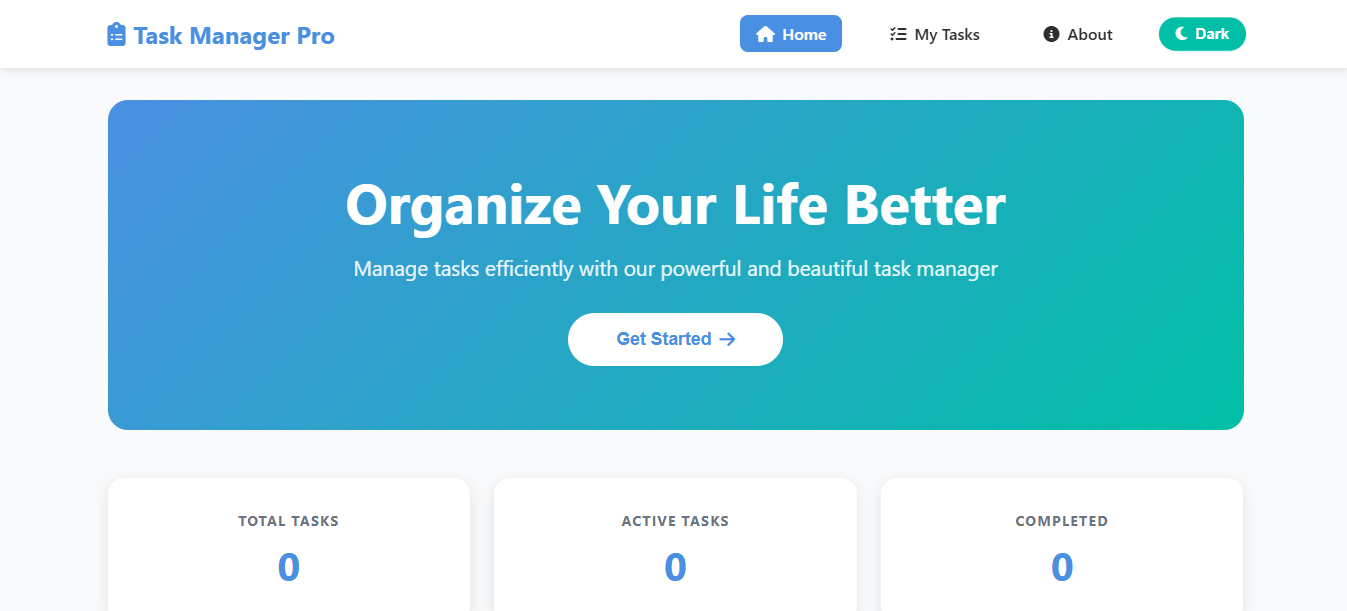 Task Manager Pro
Home
My Tasks
About
Dark
Organize Your Life Better
Manage tasks efficiently with our powerful and beautiful task manager
Get Started →
TOTAL TASKS
0
ACTIVE TASKS
0
COMPLETED
0